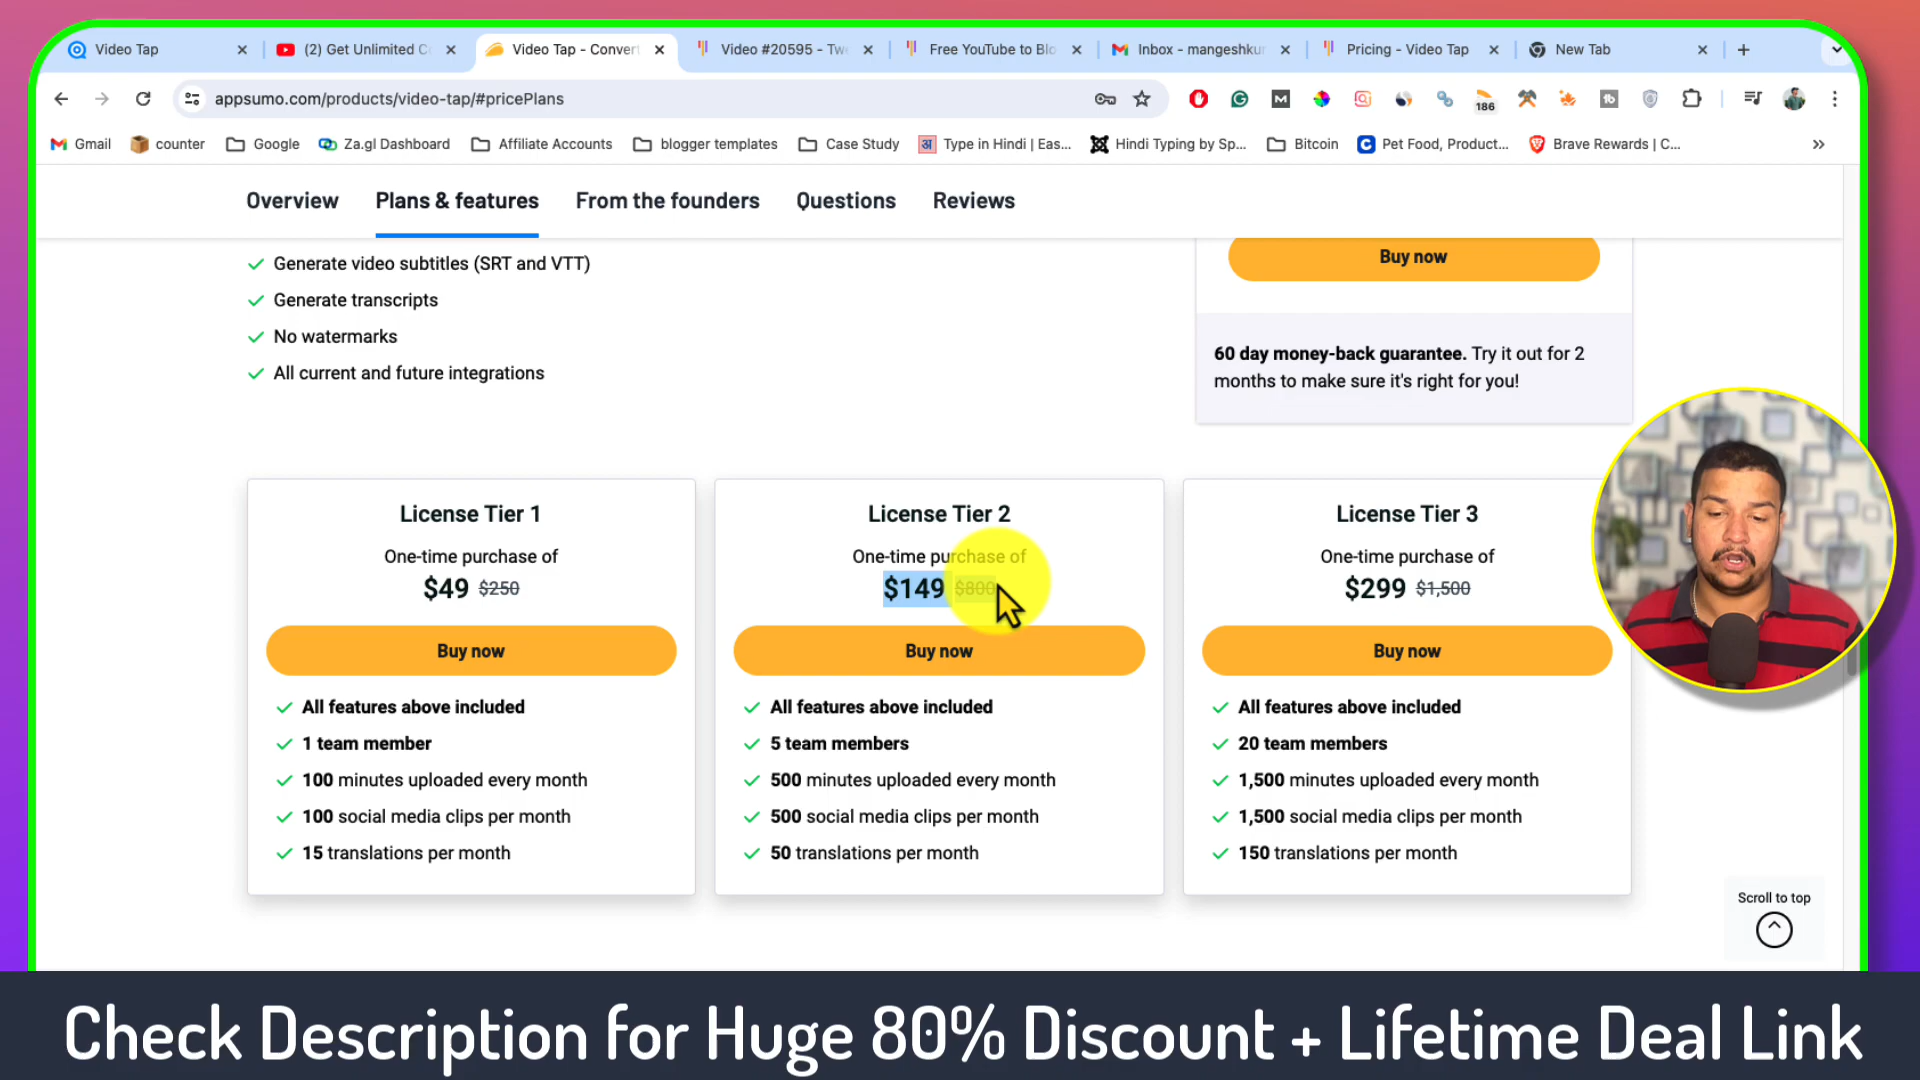 Video Tap
(2) Get Unlimited C
Video Tap - Convert
Video #20595 - Tw
Free YouTube to Blo
Inbox - mangeshkur
Pricing - Video Tap
New Tab
appsumo.com/products/video-tap/#pricePlans
186
Gmail
counter
Google
Za.gl Dashboard
Affiliate Accounts
blogger templates
Case Study
Type in Hindi | Eas...
Hindi Typing by Sp...
Bitcoin
Pet Food, Product...
Brave Rewards | C...
Overview
Plans & features
From the founders
Questions
Reviews
Generate video subtitles (SRT and VTT)
Generate transcripts
No watermarks
All current and future integrations
Buy now
60 day money-back guarantee. Try it out for 2
months to make sure it's right for you!
License Tier 1
One-time purchase of
$49 $250
Buy now
All features above included
1 team member
100 minutes uploaded every month
100 social media clips per month
15 translations per month
License Tier 2
One-time purchase of
$149 $800
Buy now
All features above included
5 team members
500 minutes uploaded every month
500 social media clips per month
50 translations per month
License Tier 3
One-time purchase of
$299 $1,500
Buy now
All features above included
20 team members
1,500 minutes uploaded every month
1,500 social media clips per month
150 translations per month
Scroll to top
Check Description for Huge 80% Discount + Lifetime Deal Link